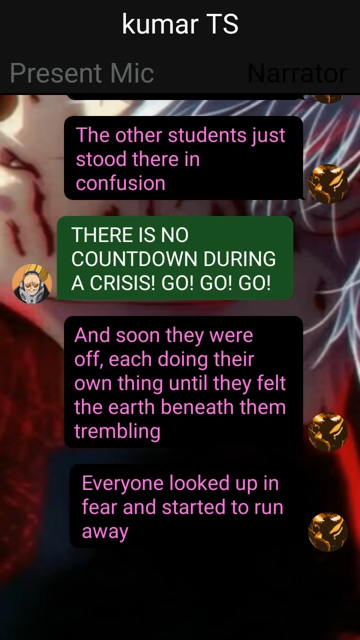 kumar TS
Present Mic
Narrator
The other students just
stood there in
confusion
THERE IS NO
COUNTDOWN DURING
A CRISIS! GO! GO! GO!
And soon they were
off, each doing their
own thing until they felt
the earth beneath them
trembling
Everyone looked up in
fear and started to run
away